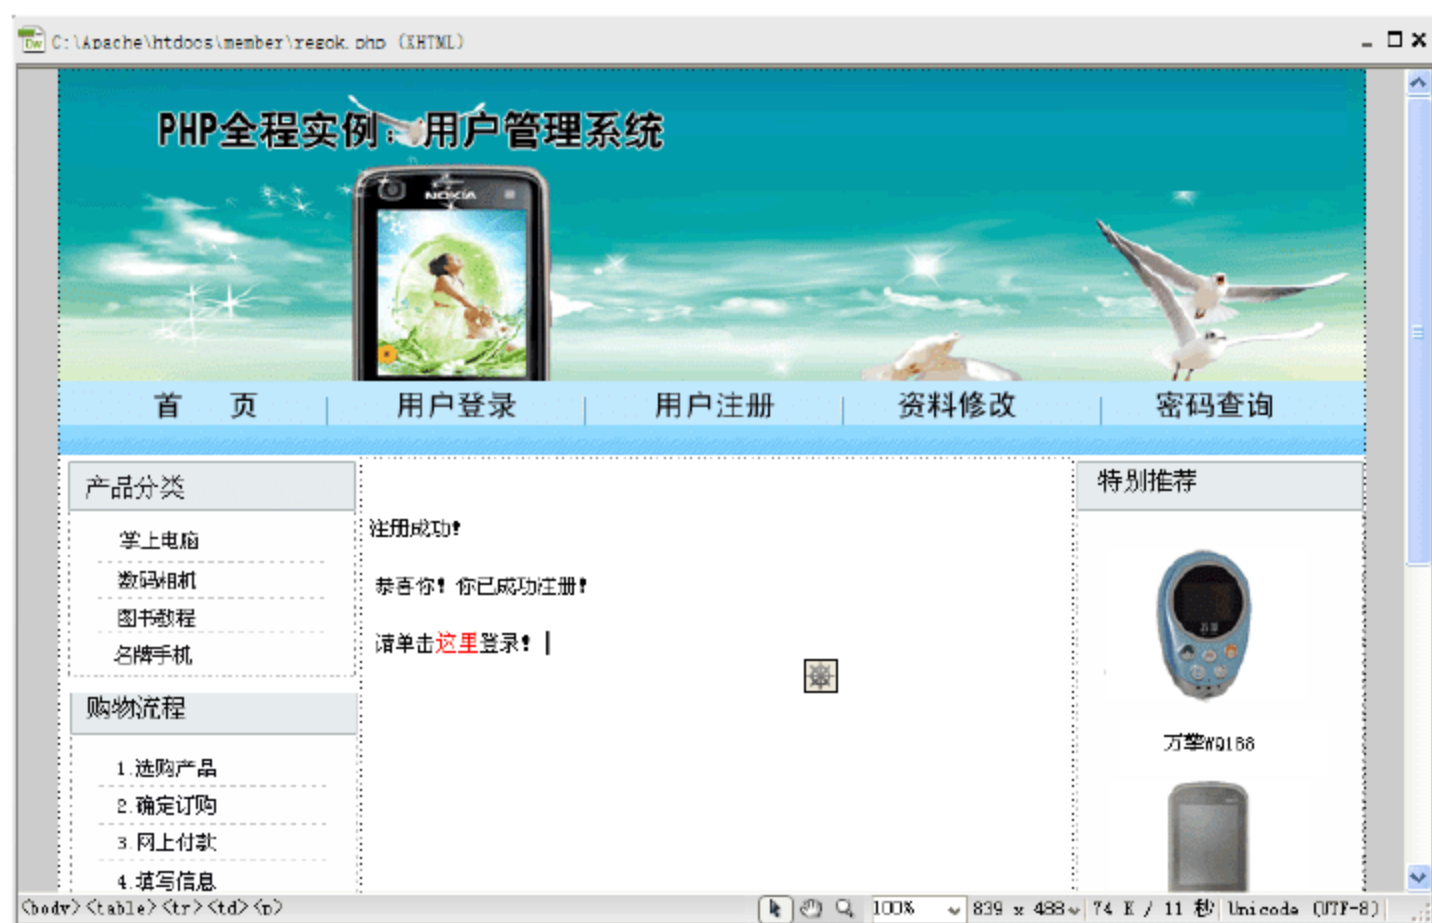 C:\Apache\htdocs\member\regok.php (XHTML)
PHP全程实例：用户管理系统
NOKIA
首 页 用户登录 用户注册 资料修改 密码查询
产品分类
掌上电脑
数码相机
图书教程
名牌手机
购物流程
1.选购产品
2.确定订购
3.网上付款
4.填写信息
注册成功！
恭喜你！你已成功注册！
请单击这里登录！
特别推荐
万擎WQ168
<body><table><tr><td><p>
100% 839 x 488 74 K / 11 秒 Unicode (UTF-8)